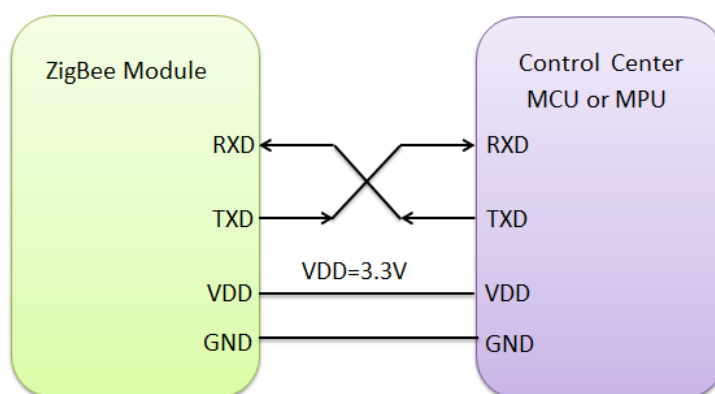 ZigBee Module
Control Center
MCU or MPU
RXD
RXD
TXD
TXD
VDD=3.3V
VDD
VDD
GND
GND